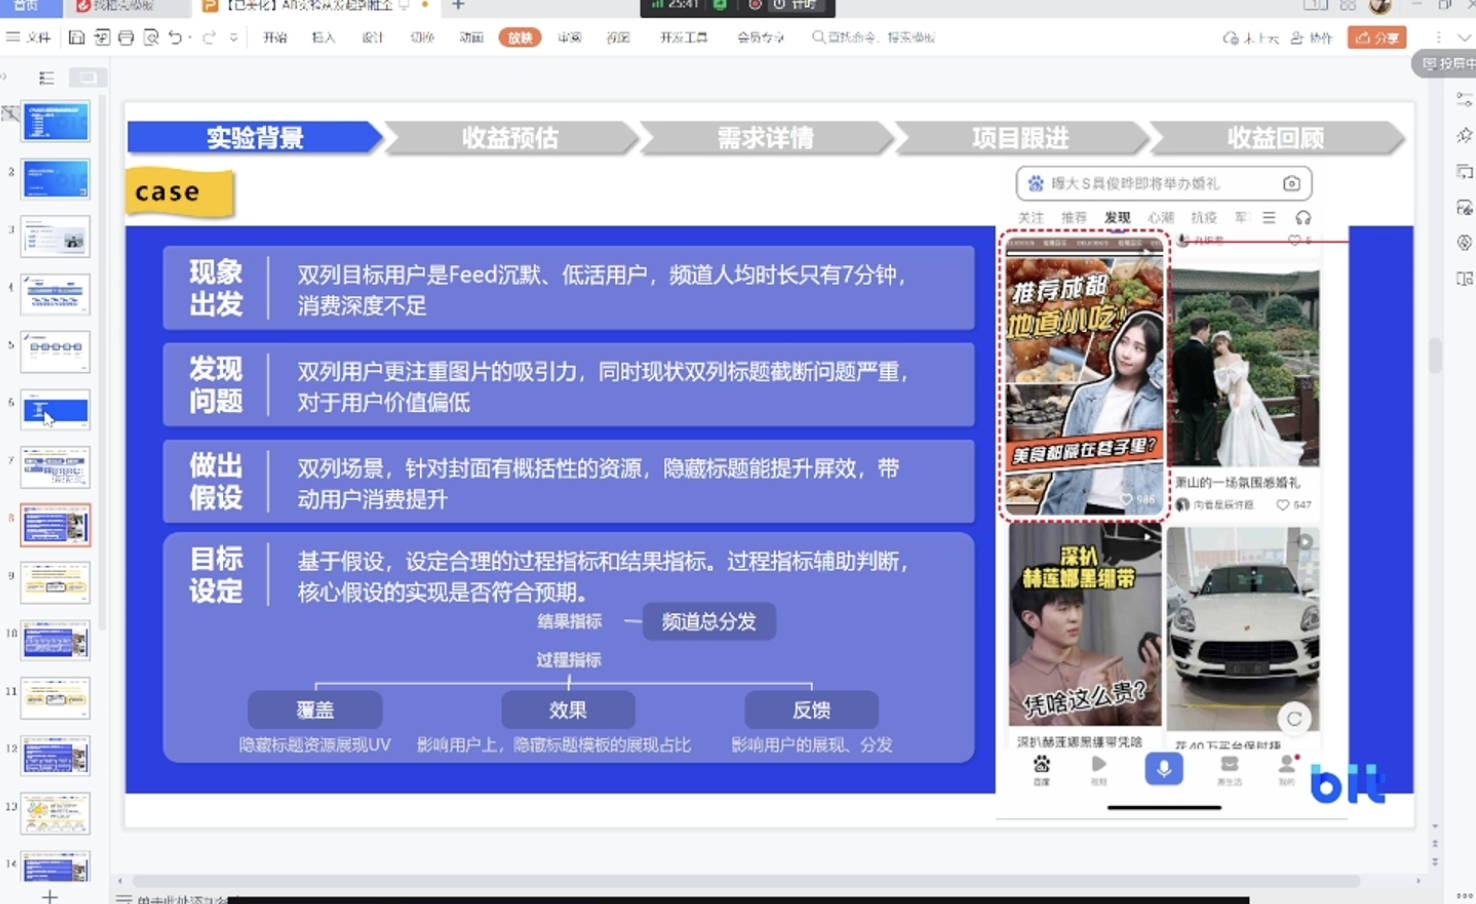 首页
找稻壳模板
【已美化】AB实验从发起到推全
25:41
计时
文件
开始
插入
设计
切换
动画
放映
审阅
视图
开发工具
会员专享
查找命令、搜索模板
未上云
协作
分享
投屏中
实验背景
收益预估
需求详情
项目跟进
收益回顾
case
现象
出发
双列目标用户是Feed沉默、低活用户，频道人均时长只有7分钟，
消费深度不足
发现
问题
双列用户更注重图片的吸引力，同时现状双列标题截断问题严重，
对于用户价值偏低
做出
假设
双列场景，针对封面有概括性的资源，隐藏标题能提升屏效，带
动用户消费提升
目标
设定
基于假设，设定合理的过程指标和结果指标。过程指标辅助判断，
核心假设的实现是否符合预期。
结果指标
频道总分发
过程指标
覆盖
效果
反馈
隐藏标题资源展现UV
影响用户上，隐藏标题模板的展现占比
影响用户的展现、分发
曝大S具俊晔即将举办婚礼
关注
推荐
发现
心潮
抗疫
军
推荐成都
地道小吃！
美食都藏在巷子里？
986
萧山的一场氛围感婚礼
向着星辰许愿
547
深扒
赫莲娜黑绷带
凭啥这么贵？
深扒赫莲娜黑绷带凭啥
花40万买台保时捷
百度
视频
我的
bit
2
3
4
5
6
7
8
9
10
11
12
13
14